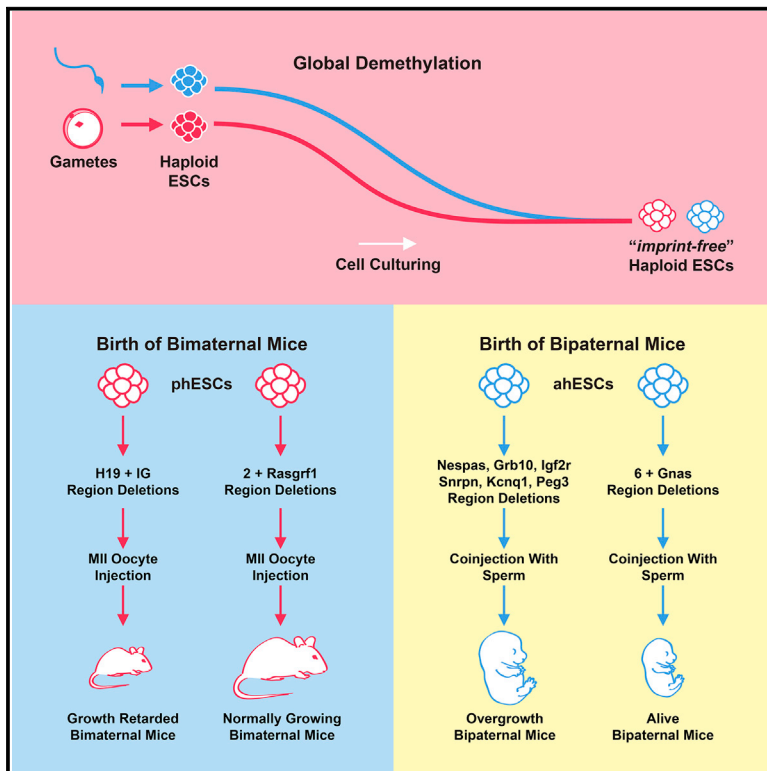 Global Demethylation
Gametes
Haploid
ESCs
Cell Culturing
“imprint-free”
Haploid ESCs
Birth of Bimaternal Mice
phESCs
H19 + IG
Region Deletions
2 + Rasgrf1
Region Deletions
MII Oocyte
Injection
MII Oocyte
Injection
Growth Retarded
Bimaternal Mice
Normally Growing
Bimaternal Mice
Birth of Bipaternal Mice
ahESCs
Nespas, Grb10, Igf2r
Snrpn, Kcnq1, Peg3
Region Deletions
6 + Gnas
Region Deletions
Coinjection With
Sperm
Coinjection With
Sperm
Overgrowth
Bipaternal Mice
Alive
Bipaternal Mice